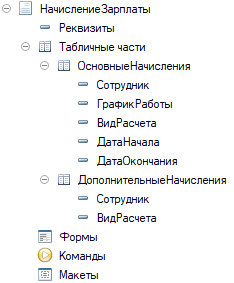 НачислениеЗарплаты
Реквизиты
Табличные части
ОсновныеНачисления
Сотрудник
ГрафикРаботы
ВидРасчета
ДатаНачала
ДатаОкончания
ДополнительныеНачисления
Сотрудник
ВидРасчета
Формы
Команды
Макеты